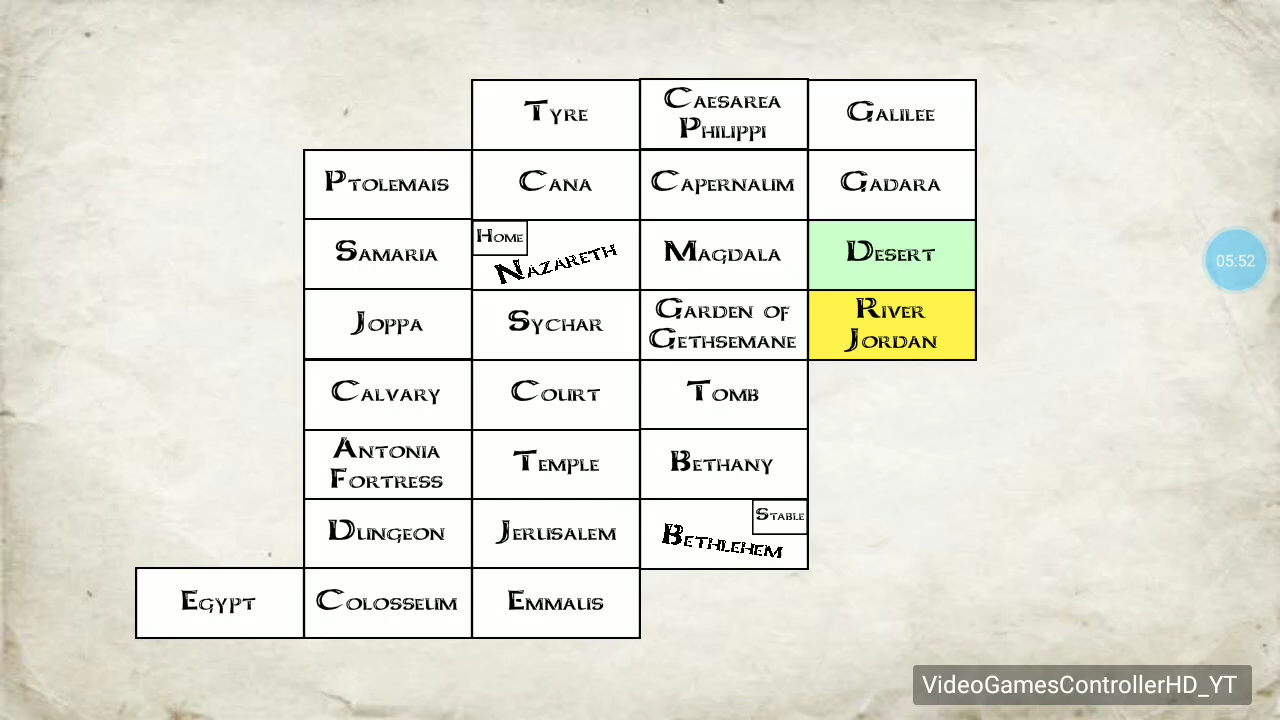 Tyre
Caesarea
Philippi
Galilee
Ptolemais
Cana
Capernaum
Gadara
Samaria
Home
Nazareth
Magdala
Desert
05:52
Joppa
Sychar
Garden of
Gethsemane
River
Jordan
Calvary
Court
Tomb
Antonia
Fortress
Temple
Bethany
Dungeon
Jerusalem
Stable
Bethlehem
Egypt
Colosseum
Emmaus
VideoGamesControllerHD_YT